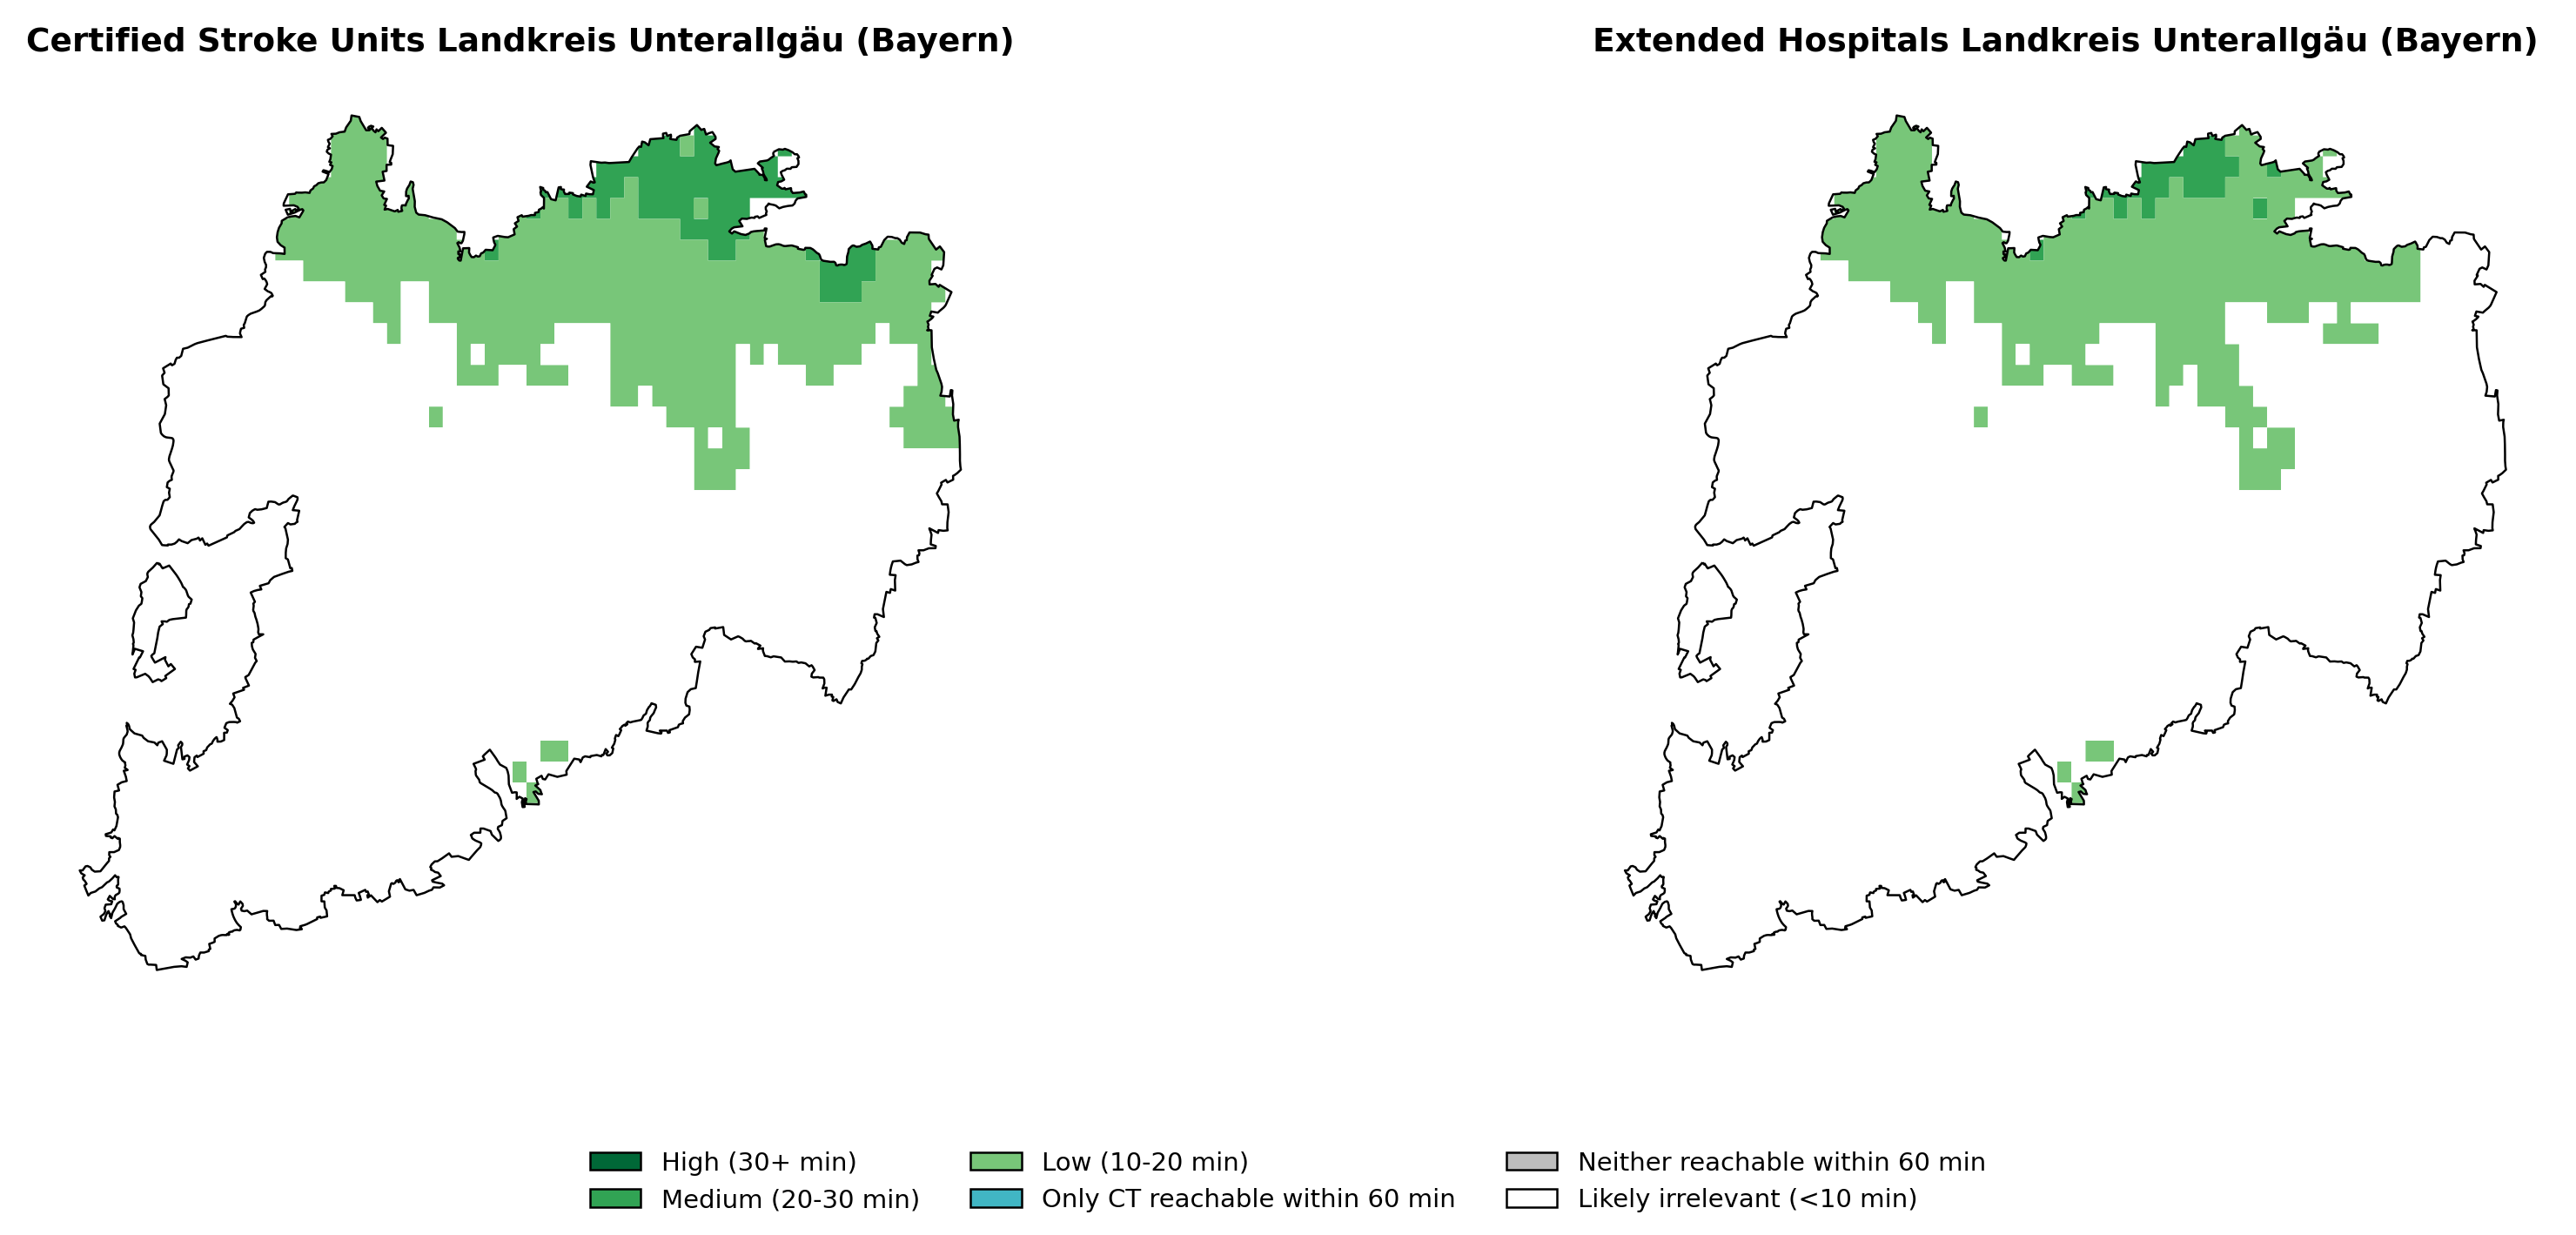 Certified Stroke Units Landkreis Unterallgäu (Bayern)
Extended Hospitals Landkreis Unterallgäu (Bayern)
High (30+ min)
Medium (20-30 min)
Low (10-20 min)
Only CT reachable within 60 min
Neither reachable within 60 min
Likely irrelevant (<10 min)